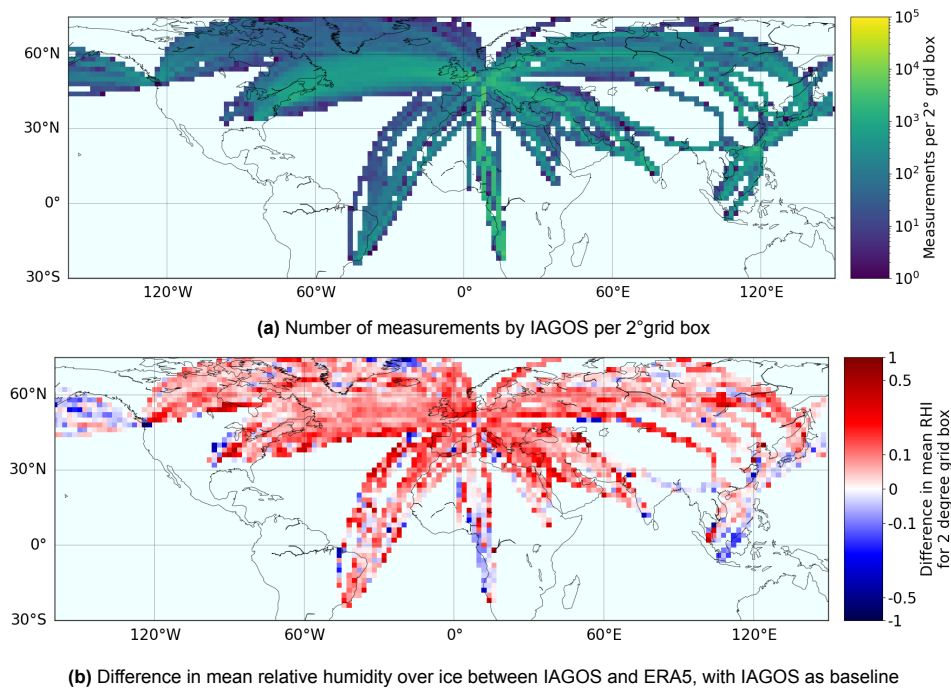 60°N
30°N
0°
30°S
120°W
60°W
0°
60°E
120°E
10⁵
10⁴
10³
10²
10¹
10⁰
Measurements per 2° grid box
(a) Number of measurements by IAGOS per 2°grid box
60°N
30°N
0°
30°S
120°W
60°W
0°
60°E
120°E
1
0.5
0.1
0
-0.1
-0.5
-1
Difference in mean RHI
for 2 degree grid box
(b) Difference in mean relative humidity over ice between IAGOS and ERA5, with IAGOS as baseline